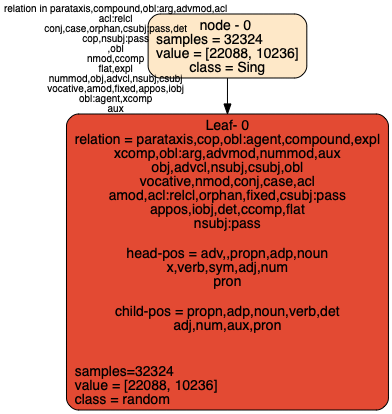 relation in parataxis,compound,obl:arg,advmod,acl
acl:relcl
conj,case,orphan,csubj:pass,det
cop,nsubj:pass
,obl
nmod,ccomp
flat,expl
nummod,obj,advcl,nsubj,csubj
vocative,amod,fixed,appos,iobj
obl:agent,xcomp
aux
node - 0
samples = 32324
value = [22088, 10236]
class = Sing
Leaf- 0
relation = parataxis,cop,obl:agent,compound,expl
xcomp,obl:arg,advmod,nummod,aux
obj,advcl,nsubj,csubj,obl
vocative,nmod,conj,case,acl
amod,acl:relcl,orphan,fixed,csubj:pass
appos,iobj,det,ccomp,flat
nsubj:pass
head-pos = adv,,propn,adp,noun
x,verb,sym,adj,num
pron
child-pos = propn,adp,noun,verb,det
adj,num,aux,pron
samples=32324
value = [22088, 10236]
class = random